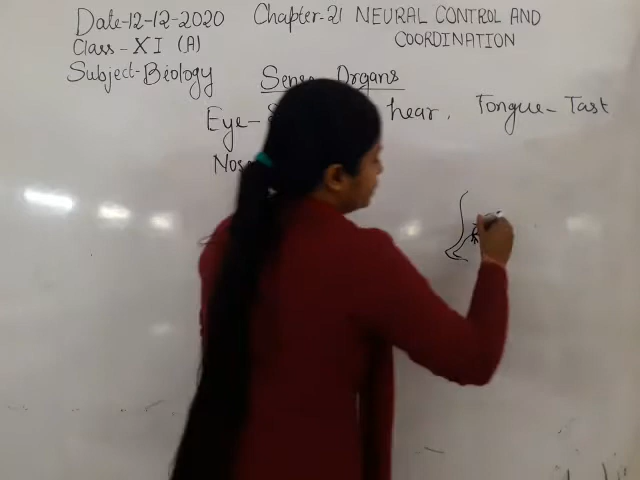 Date-12-12-2020 Chapter-21 NEURAL CONTROL AND
Class-XI (A) COORDINATION
Subject-Biology Sense Organs
Eye- hear, Tongue- Tast